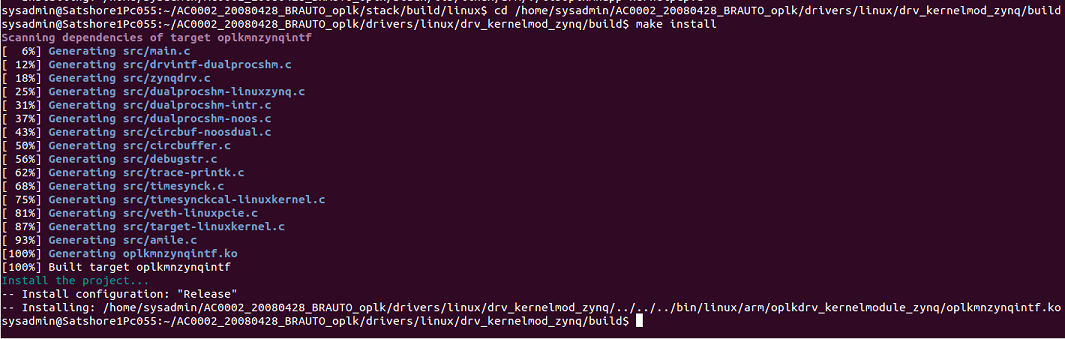 sysadmin@Satshore1Pc055:~/AC0002_20080428_BRAUTO_oplk/stack/build/linux$ cd /home/sysadmin/AC0002_20080428_BRAUTO_oplk/drivers/linux/drv_kernelmod_zynq/build
sysadmin@Satshore1Pc055:~/AC0002_20080428_BRAUTO_oplk/drivers/linux/drv_kernelmod_zynq/build$ make install
Scanning dependencies of target oplkmnzynqintf
[  6%] Generating src/main.c
[ 12%] Generating src/drvintf-dualprocshm.c
[ 18%] Generating src/zynqdrv.c
[ 25%] Generating src/dualprocshm-linuxzynq.c
[ 31%] Generating src/dualprocshm-intr.c
[ 37%] Generating src/dualprocshm-noos.c
[ 43%] Generating src/circbuf-noosdual.c
[ 50%] Generating src/circbuffer.c
[ 56%] Generating src/debugstr.c
[ 62%] Generating src/trace-printk.c
[ 68%] Generating src/timesynck.c
[ 75%] Generating src/timesynckcal-linuxkernel.c
[ 81%] Generating src/veth-linuxpcie.c
[ 87%] Generating src/target-linuxkernel.c
[ 93%] Generating src/amile.c
[100%] Generating oplkmnzynqintf.ko
[100%] Built target oplkmnzynqintf
Install the project...
-- Install configuration: "Release"
-- Installing: /home/sysadmin/AC0002_20080428_BRAUTO_oplk/drivers/linux/drv_kernelmod_zynq/../../../bin/linux/arm/oplkdrv_kernelmodule_zynq/oplkmnzynqintf.ko
sysadmin@Satshore1Pc055:~/AC0002_20080428_BRAUTO_oplk/drivers/linux/drv_kernelmod_zynq/build$